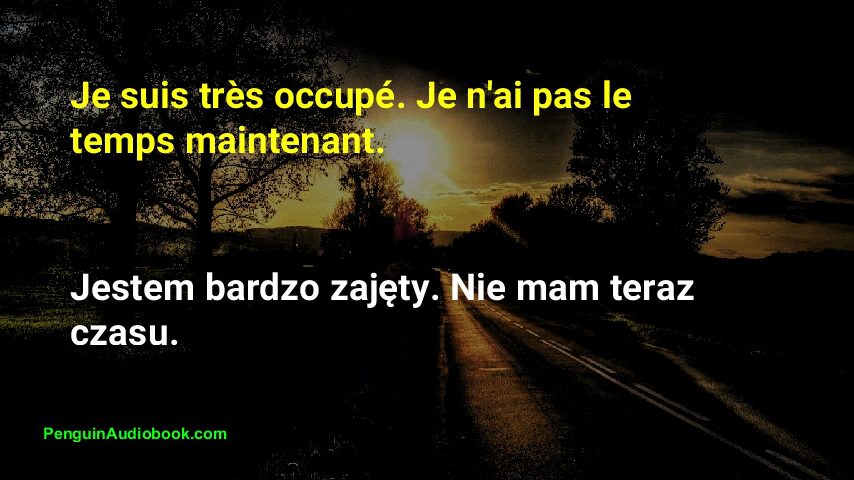 Je suis très occupé. Je n'ai pas le
temps maintenant.
Jestem bardzo zajęty. Nie mam teraz
czasu.
PenguinAudiobook.com